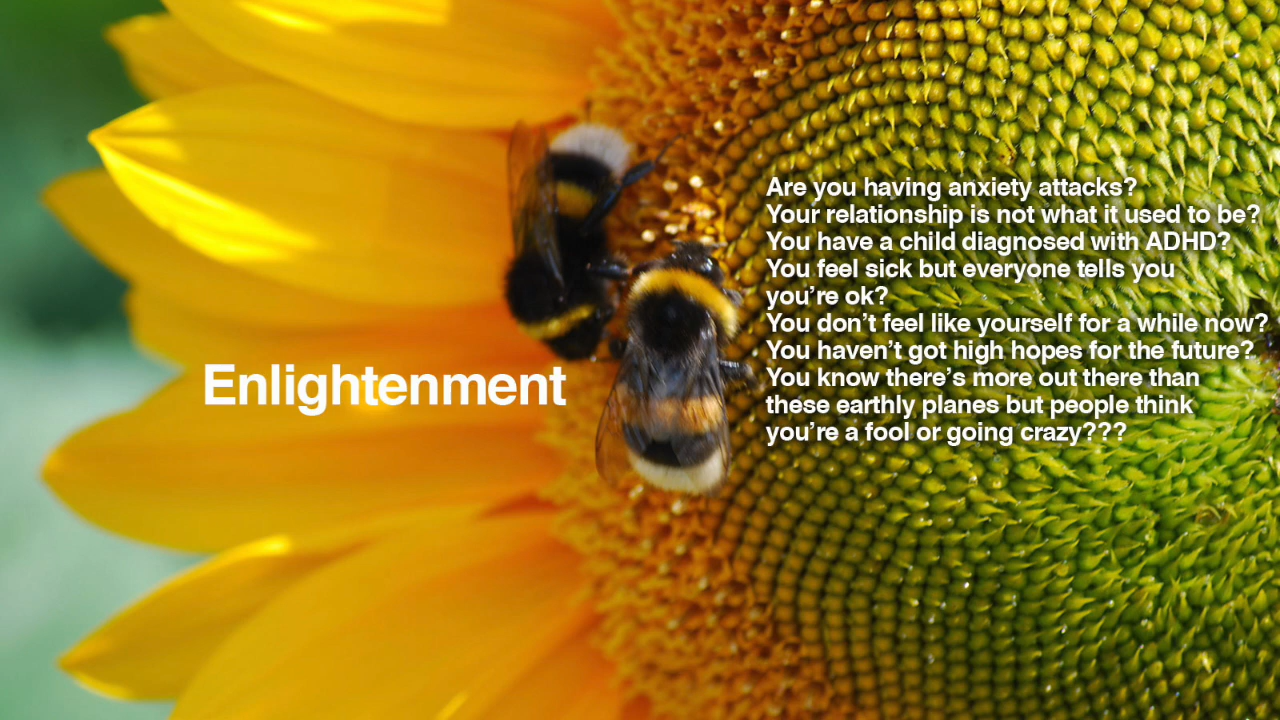 Enlightenment
Are you having anxiety attacks?
Your relationship is not what it used to be?
You have a child diagnosed with ADHD?
You feel sick but everyone tells you
you’re ok?
You don’t feel like yourself for a while now?
You haven’t got high hopes for the future?
You know there’s more out there than
these earthly planes but people think
you’re a fool or going crazy???